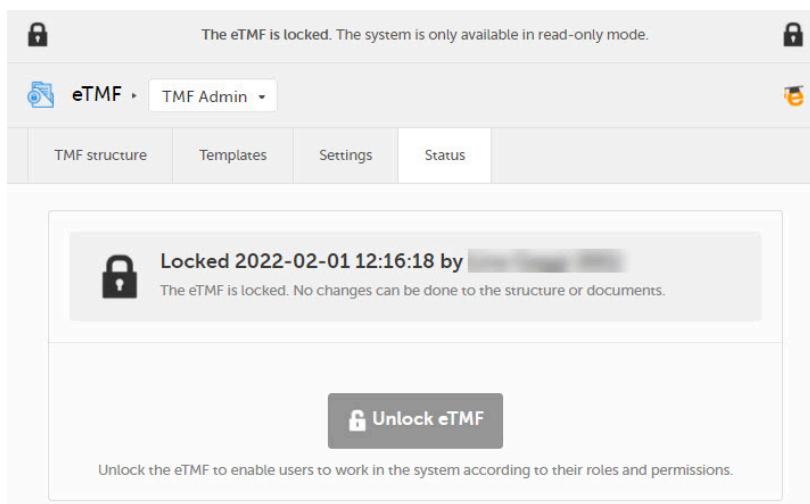 The eTMF is locked. The system is only available in read-only mode.
eTMF TMF Admin
TMF structure Templates Settings Status
Locked 2022-02-01 12:16:18 by
The eTMF is locked. No changes can be done to the structure or documents.
Unlock eTMF
Unlock the eTMF to enable users to work in the system according to their roles and permissions.